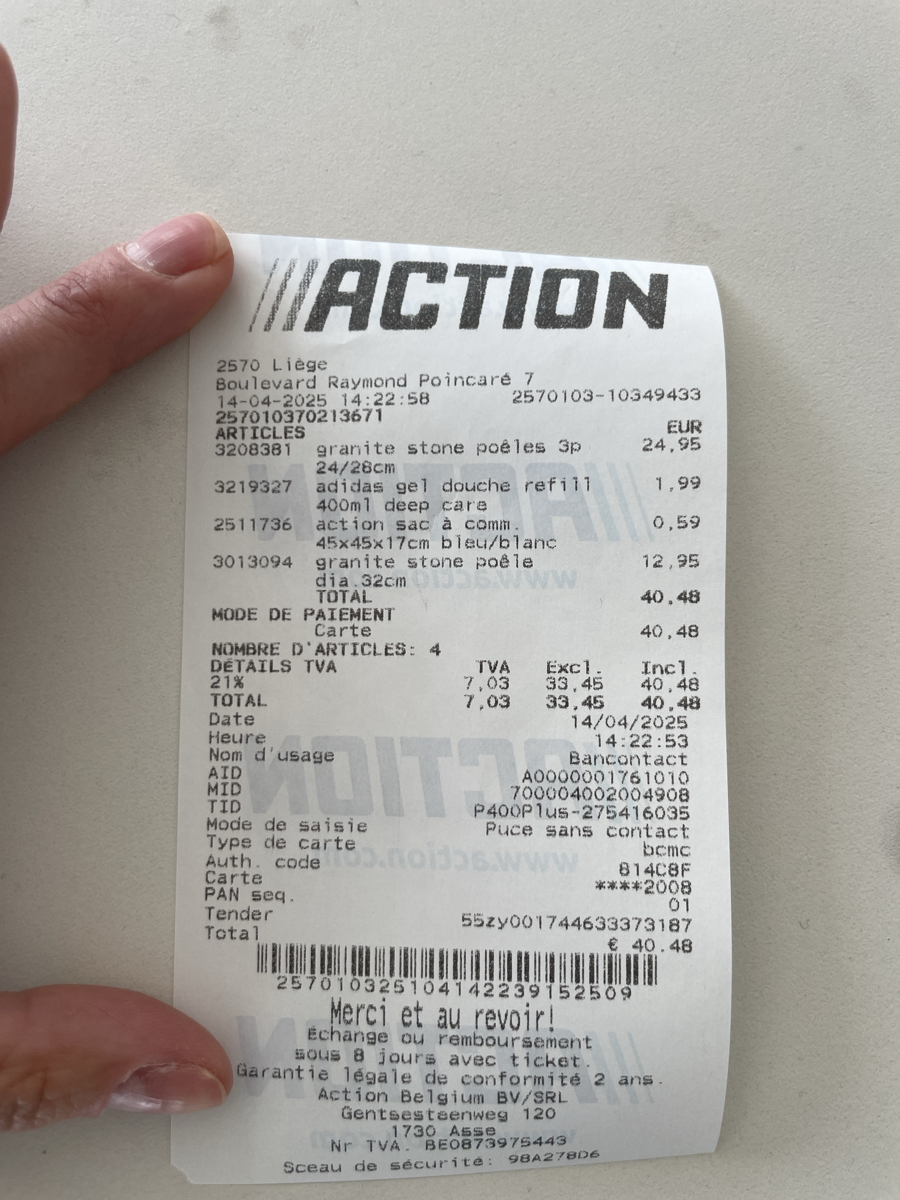 ACTION
2570 Liège
Boulevard Raymond Poincaré 7
14-04-2025 14:22:58 2570103-10349433
257010370213671
ARTICLES EUR
3208381 granite stone poêles 3p 24,95
24/28cm
3219327 adidas gel douche refill 1,99
400ml deep care
2511736 action sac à comm. 0,59
45x45x17cm bleu/blanc
3013094 granite stone poêle 12,95
dia.32cm
TOTAL 40,48
MODE DE PAIEMENT
Carte 40,48
NOMBRE D'ARTICLES: 4
DÉTAILS TVA TVA Excl. Incl.
21% 7,03 33,45 40,48
TOTAL 7,03 33,45 40,48
Date 14/04/2025
Heure 14:22:53
Nom d'usage Bancontact
AID A0000001761010
MID 700004002004908
TID P400Plus-275416035
Mode de saisie Puce sans contact
Type de carte bcmc
Auth. code 814C8F
Carte ****2008
PAN seq. 01
Tender 55zy001744633373187
Total € 40.48
257010325104142239152509
Merci et au revoir!
Échange ou remboursement
sous 8 jours avec ticket.
Garantie légale de conformité 2 ans.
Action Belgium BV/SRL
Gentsesteenweg 120
1730 Asse
Nr TVA. BE0873975443
Sceau de sécurité: 98A278D6